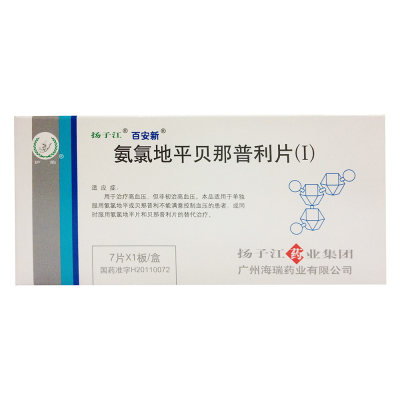 扬子江® 百安新®
氨氯地平贝那普利片(I)
适应症:
用于治疗高血压,但非初治高血压。本品适用于单独
服用氨氯地平或贝那普利不能满意控制血压的患者,或同
时服用氨氯地平片和贝那普利片的替代治疗。
7片X1板/盒
国药准字H20110072
扬子江药业集团
广州海瑞药业有限公司